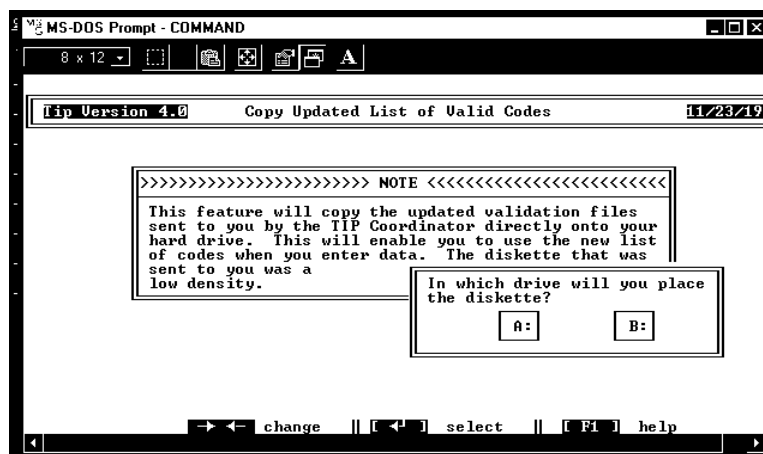 MS-DOS Prompt - COMMAND
8 x 12
A
Tip Version 4.0 Copy Updated List of Valid Codes 11/23/19
>>>>>>>>>>>>>>>>>>>>>>>> NOTE <<<<<<<<<<<<<<<<<<<<<<<<<
This feature will copy the updated validation files
sent to you by the TIP Coordinator directly onto your
hard drive. This will enable you to use the new list
of codes when you enter data. The diskette that was
sent to you was a
low density.
In which drive will you place
the diskette?
A: B:
→ ← change || [ ↵ ] select || [ F1 ] help